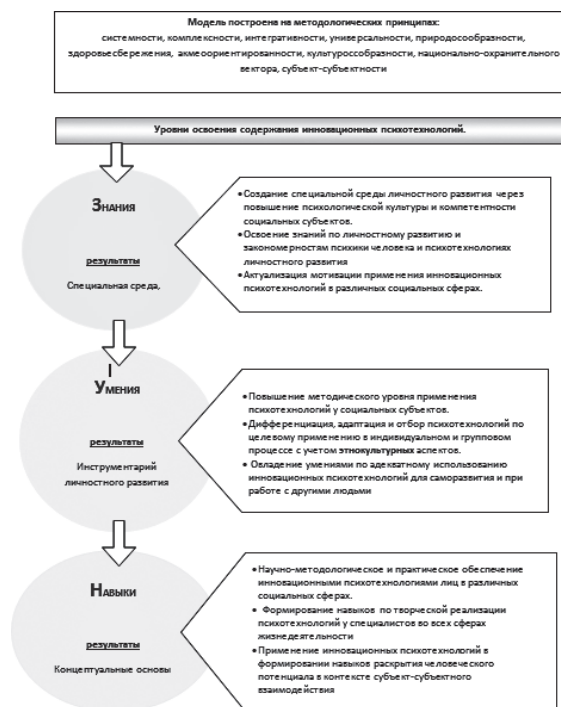 Модель построена на методологических принципах:
системности, комплексности, интегративности, универсальности, природосообразности,
здоровьесбережения, акмеоориентированности, культуроссобразности, национально-охранительного
вектора, субъект-субъектности
Уровни освоения содержания инновационных психотехнологий.
Знания
результаты
Специальная среда,
•Создание специальной среды личностного развития через
повышение психологической культуры и компетентности
социальных субъектов.
•Освоение знаний по личностному развитию и
закономерностям психики человека и психотехнологиях
личностного развития
•Актуализация мотивации применения инновационных
психотехнологий в различных социальных сферах.
I
Умения
результаты
Инструментарий
личностного развития
•Повышение методического уровня применения
психотехнологий у социальных субъектов.
•Дифференциация, адаптация и отбор психотехнологий по
целевому применению в индивидуальном и групповом
процессе с учетом этнокультурных аспектов.
• Овладение умениями по адекватному использованию
инновационных психотехнологий для саморазвития и при
работе с другими людьми
Навыки
результаты
Концептуальные основы
•Научно-методологическое и практическое обеспечение
инновационными психотехнологиями лиц в различных
социальных сферах.
• Формирование навыков по творческой реализации
психотехнологий у специалистов во всех сферах
жизнедеятельности
•Применение инновационных психотехнологий в
формировании навыков раскрытия человеческого
потенциала в контексте субъект-субъектного
взаимодействия